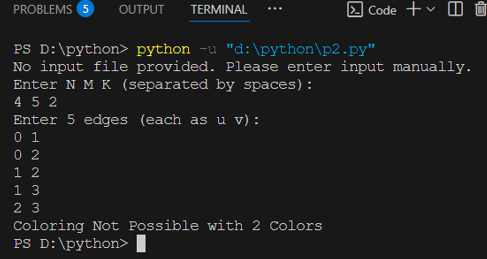 PROBLEMS 5 OUTPUT TERMINAL ... Code
PS D:\python> python -u "d:\python\p2.py"
No input file provided. Please enter input manually.
Enter N M K (separated by spaces):
4 5 2
Enter 5 edges (each as u v):
0 1
0 2
1 2
1 3
2 3
Coloring Not Possible with 2 Colors
PS D:\python>